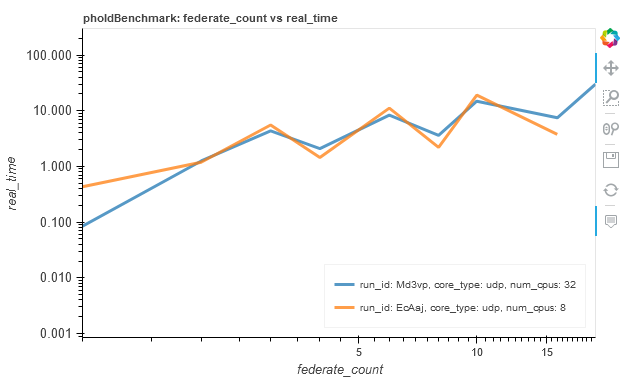 pholdBenchmark: federate_count vs real_time
100.000
10.000
1.000
0.100
0.010
0.001
real_time
run_id: Md3vp, core_type: udp, num_cpus: 32
run_id: EcAaj, core_type: udp, num_cpus: 8
5
10
15
federate_count